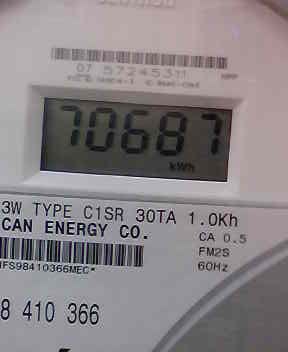 07 57245311
70687
kWh
3W TYPE C1SR 30TA 1.0Kh
CAN ENERGY CO.
CA 0.5
FM2S
60Hz
IFS98410366MEC*
8 410 366